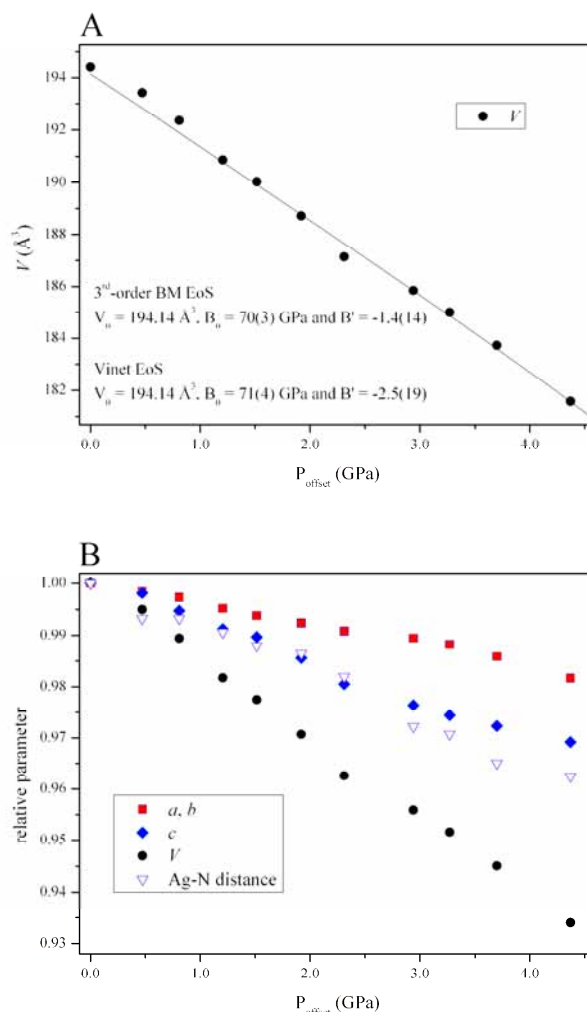 A
194
192
190
188
186
184
182
V (Å³)
V
3rd-order BM EoS
V₀ = 194.14 Å³, B₀ = 70(3) GPa and B' = -1.4(14)
Vinet EoS
V₀ = 194.14 Å³, B₀ = 71(4) GPa and B' = -2.5(19)
0.0 1.0 2.0 3.0 4.0
P_offset (GPa)
B
1.00
0.99
0.98
0.97
0.96
0.95
0.94
0.93
relative parameter
a, b
c
V
Ag-N distance
0.0 1.0 2.0 3.0 4.0
P_offset (GPa)